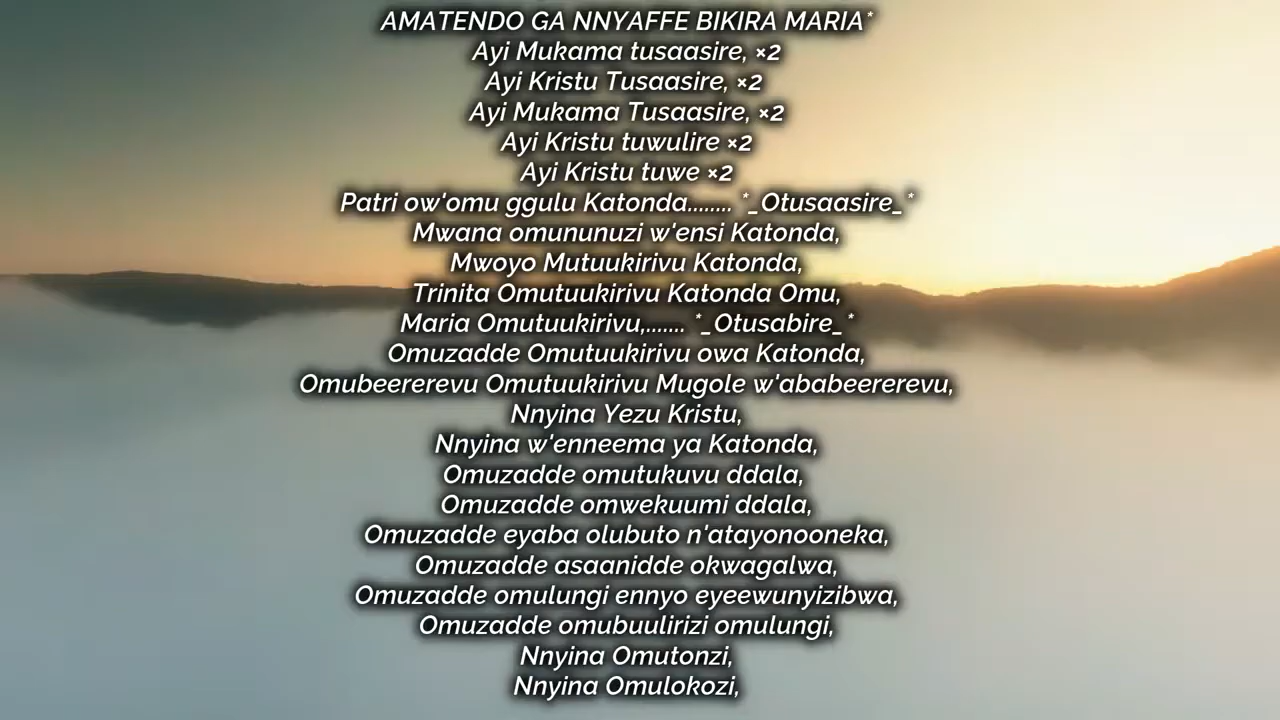 AMATENDO GA NNYAFFE BIKIRA MARIA*
Ayi Mukama tusaasire, ×2
Ayi Kristu Tusaasire, ×2
Ayi Mukama Tusaasire, ×2
Ayi Kristu tuwulire ×2
Ayi Kristu tuwe ×2
Patri ow'omu ggulu Katonda........ *_Otusaasire_*
Mwana omununuzi w'ensi Katonda,
Mwoyo Mutuukirivu Katonda,
Trinita Omutuukirivu Katonda Omu,
Maria Omutuukirivu,....... *_Otusabire_*
Omuzadde Omutuukirivu owa Katonda,
Omubeererevu Omutuukirivu Mugole w'ababeererevu,
Nnyina Yezu Kristu,
Nnyina w'enneema ya Katonda,
Omuzadde omutukuvu ddala,
Omuzadde omwekuumi ddala,
Omuzadde eyaba olubuto n'atayonooneka,
Omuzadde asaanidde okwagalwa,
Omuzadde omulungi ennyo eyeewunyizibwa,
Omuzadde omubuulirizi omulungi,
Nnyina Omutonzi,
Nnyina Omulokozi,